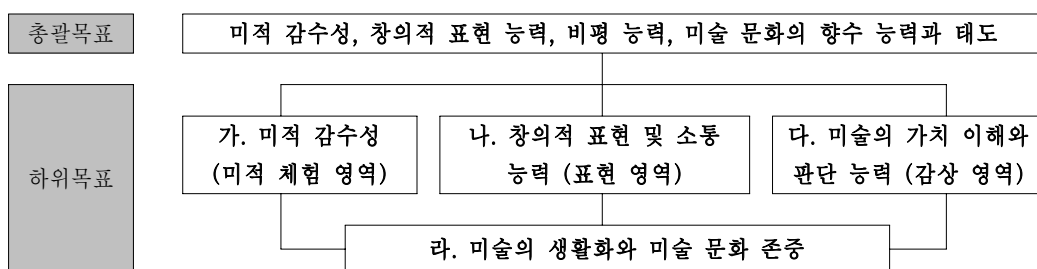 총괄목표
미적 감수성, 창의적 표현 능력, 비평 능력, 미술 문화의 향수 능력과 태도
하위목표
가. 미적 감수성
(미적 체험 영역)
나. 창의적 표현 및 소통
능력 (표현 영역)
다. 미술의 가치 이해와
판단 능력 (감상 영역)
라. 미술의 생활화와 미술 문화 존중